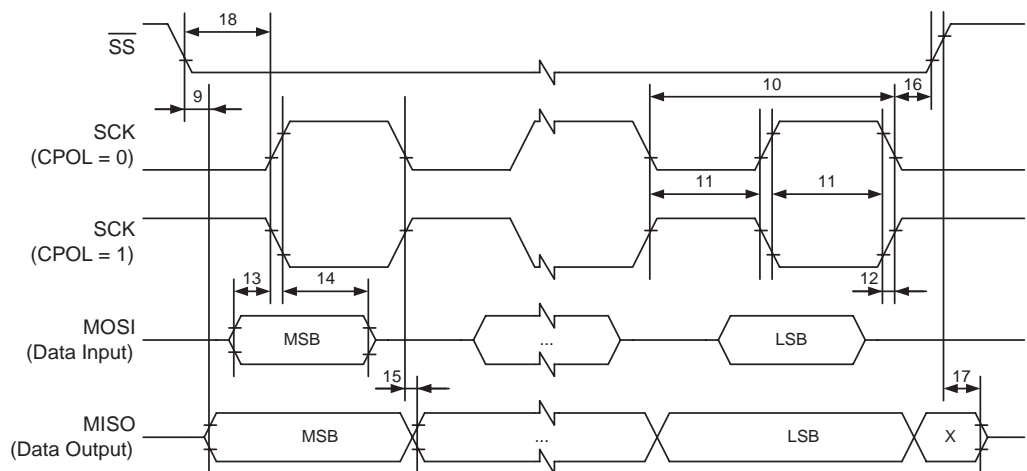 18
SS
9
10
16
SCK
(CPOL = 0)
11
11
SCK
(CPOL = 1)
13
14
12
MOSI
(Data Input)
MSB
...
LSB
15
17
MISO
(Data Output)
MSB
...
LSB
X